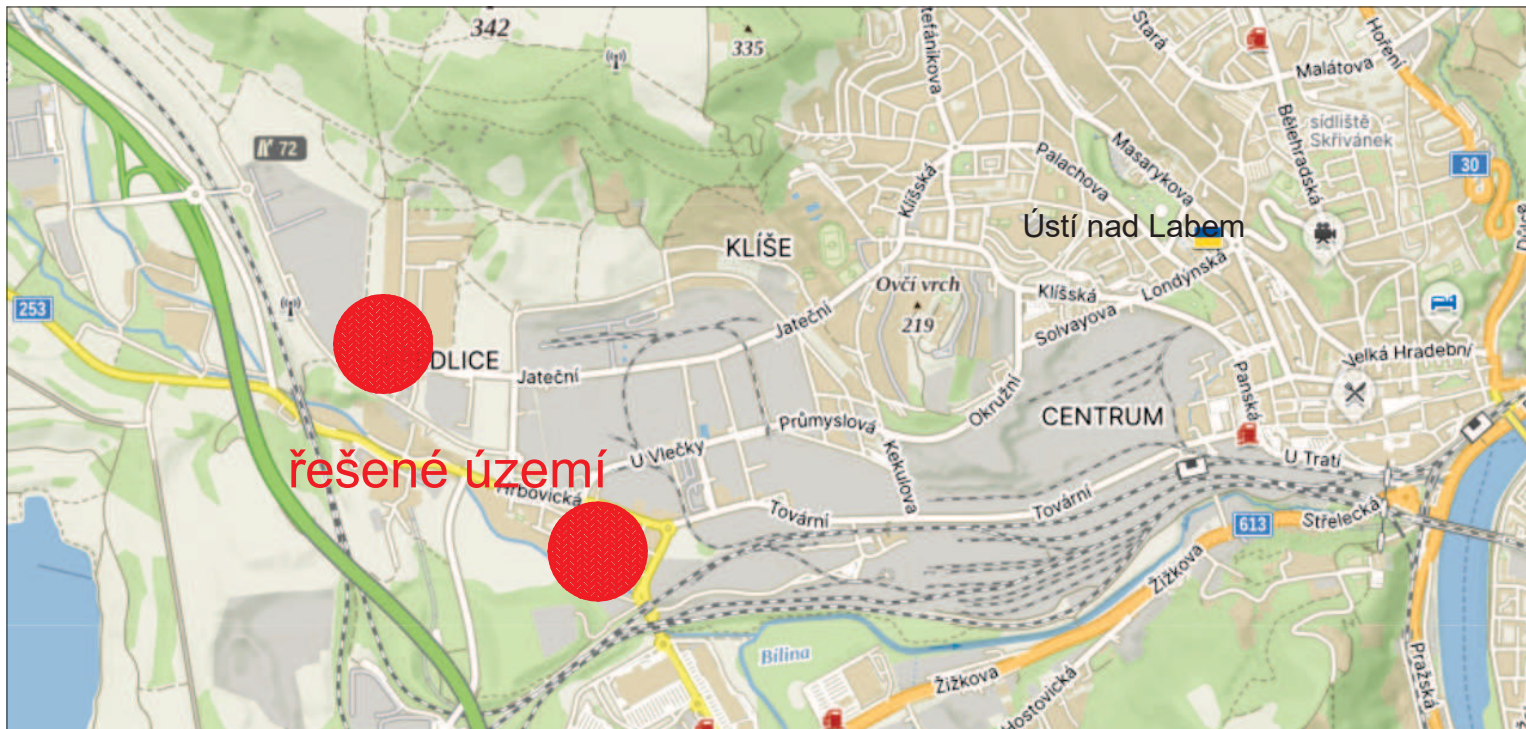 342
335
72
253
DLICE
Jateční
Jateční
KLÍŠE
Klíšská
Ovčí vrch
219
tefánikova
Stará
Malátova
Hoření
Bělehradská
sídliště
Skřivánek
30
Palachova
Masarykova
Ústí nad Labem
Londýnská
Klíšská
Solvayova
Velká Hradební
Panská
CENTRUM
Okružní
Průmyslová
U Vlečky
Kekulova
řešené území
Hrbovická
Tovární
Tovární
U Tratí
613
Střelecká
Žižkova
Žižkova
Bílina
Hostovická
Pražská